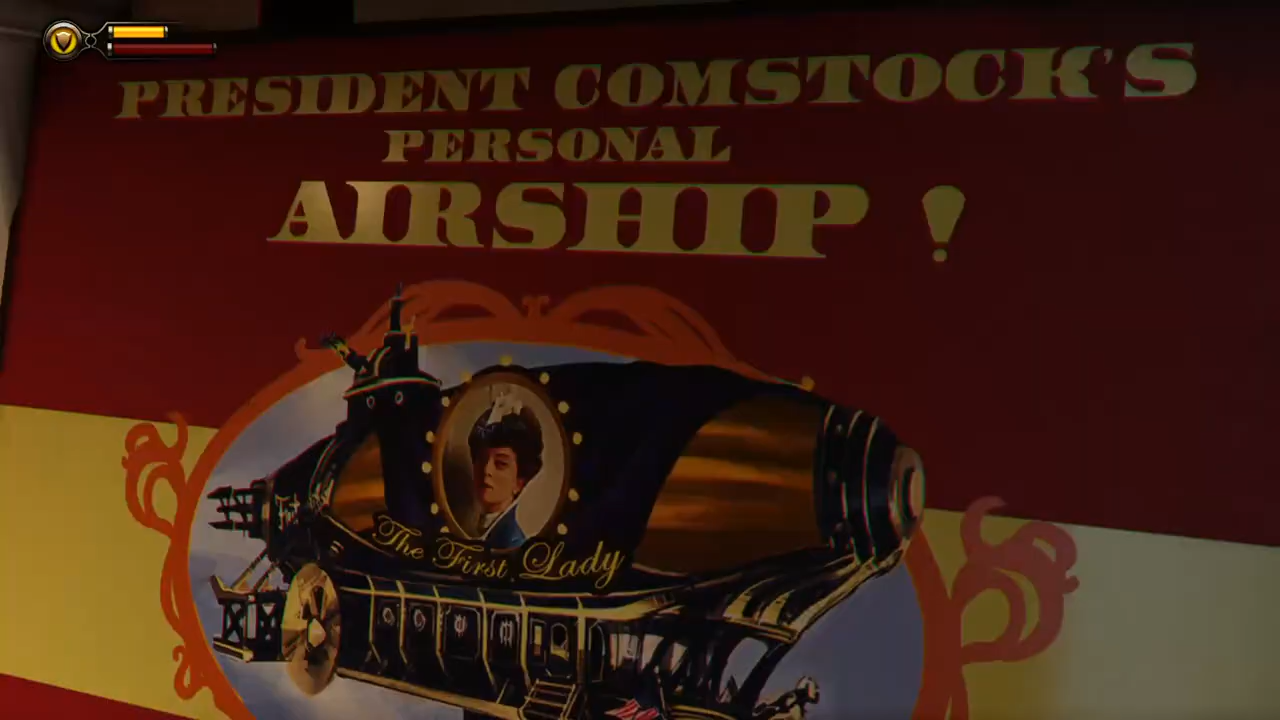 PRESIDENT COMSTOCK'S
PERSONAL
AIRSHIP !
The First Lady